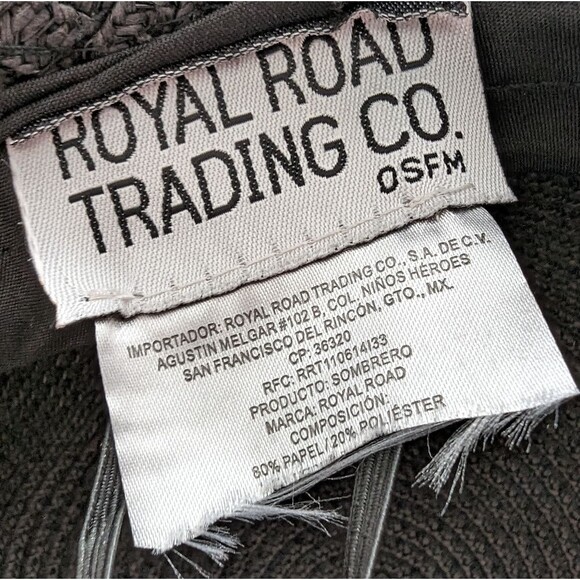 ROYAL ROAD
TRADING CO.
OSFM
IMPORTADOR: ROYAL ROAD TRADING CO., S.A. DE C.V.
AGUSTIN MELGAR #102 B, COL. NIÑOS HÉROES
SAN FRANCISCO DEL RINCÓN, GTO., MX.
CP: 36320
RFC: RRT110614133
PRODUCTO: SOMBRERO
MARCA: ROYAL ROAD
COMPOSICIÓN:
80% PAPEL/20% POLIÉSTER